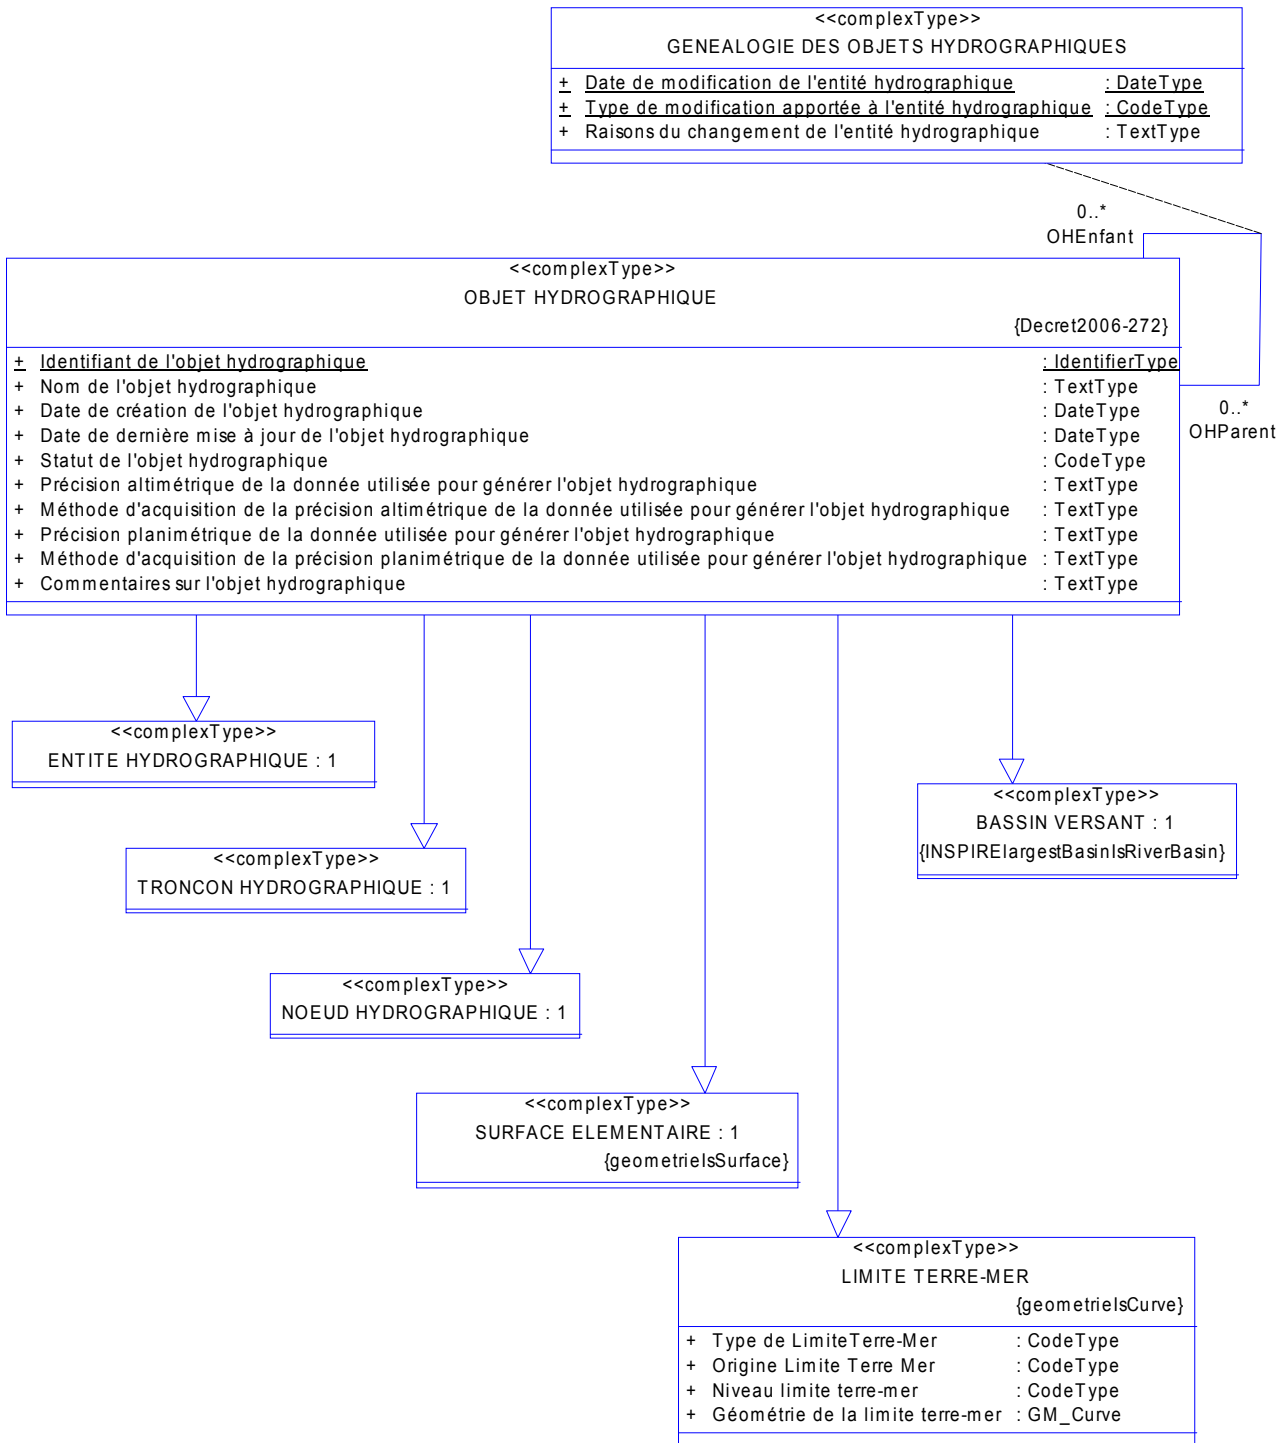 <<complexType>>
GENEALOGIE DES OBJETS HYDROGRAPHIQUES
+ Date de modification de l'entité hydrographique : DateType
+ Type de modification apportée à l'entité hydrographique : CodeType
+ Raisons du changement de l'entité hydrographique : TextType
0..*
OHEnfant
<<complexType>>
OBJET HYDROGRAPHIQUE
{Decret2006-272}
+ Identifiant de l'objet hydrographique : IdentifierType
+ Nom de l'objet hydrographique : TextType
+ Date de création de l'objet hydrographique : DateType
+ Date de dernière mise à jour de l'objet hydrographique : DateType
+ Statut de l'objet hydrographique : CodeType
+ Précision altimétrique de la donnée utilisée pour générer l'objet hydrographique : TextType
+ Méthode d'acquisition de la précision altimétrique de la donnée utilisée pour générer l'objet hydrographique : TextType
+ Précision planimétrique de la donnée utilisée pour générer l'objet hydrographique : TextType
+ Méthode d'acquisition de la précision planimétrique de la donnée utilisée pour générer l'objet hydrographique : TextType
+ Commentaires sur l'objet hydrographique : TextType
0..*
OHParent
<<complexType>>
ENTITE HYDROGRAPHIQUE : 1
<<complexType>>
BASSIN VERSANT : 1
{INSPIRElargestBasinIsRiverBasin}
<<complexType>>
TRONCON HYDROGRAPHIQUE : 1
<<complexType>>
NOEUD HYDROGRAPHIQUE : 1
<<complexType>>
SURFACE ELEMENTAIRE : 1
{geometrieIsSurface}
<<complexType>>
LIMITE TERRE-MER
{geometrieIsCurve}
+ Type de LimiteTerre-Mer : CodeType
+ Origine Limite Terre Mer : CodeType
+ Niveau limite terre-mer : CodeType
+ Géométrie de la limite terre-mer : GM_Curve